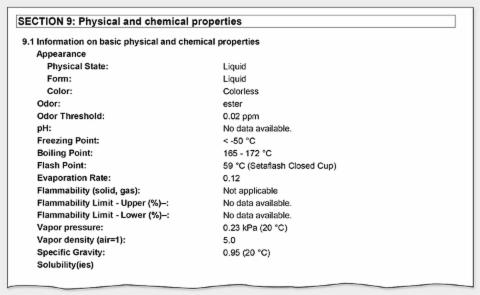 SECTION 9: Physical and chemical properties
9.1 Information on basic physical and chemical properties
Appearance
Physical State: Liquid
Form: Liquid
Color: Colorless
Odor: ester
Odor Threshold: 0.02 ppm
pH: No data available.
Freezing Point: < -50 °C
Boiling Point: 165 - 172 °C
Flash Point: 59 °C (Setaflash Closed Cup)
Evaporation Rate: 0.12
Flammability (solid, gas): Not applicable
Flammability Limit - Upper (%)–: No data available.
Flammability Limit - Lower (%)–: No data available.
Vapor pressure: 0.23 kPa (20 °C)
Vapor density (air=1): 5.0
Specific Gravity: 0.95 (20 °C)
Solubility(ies)